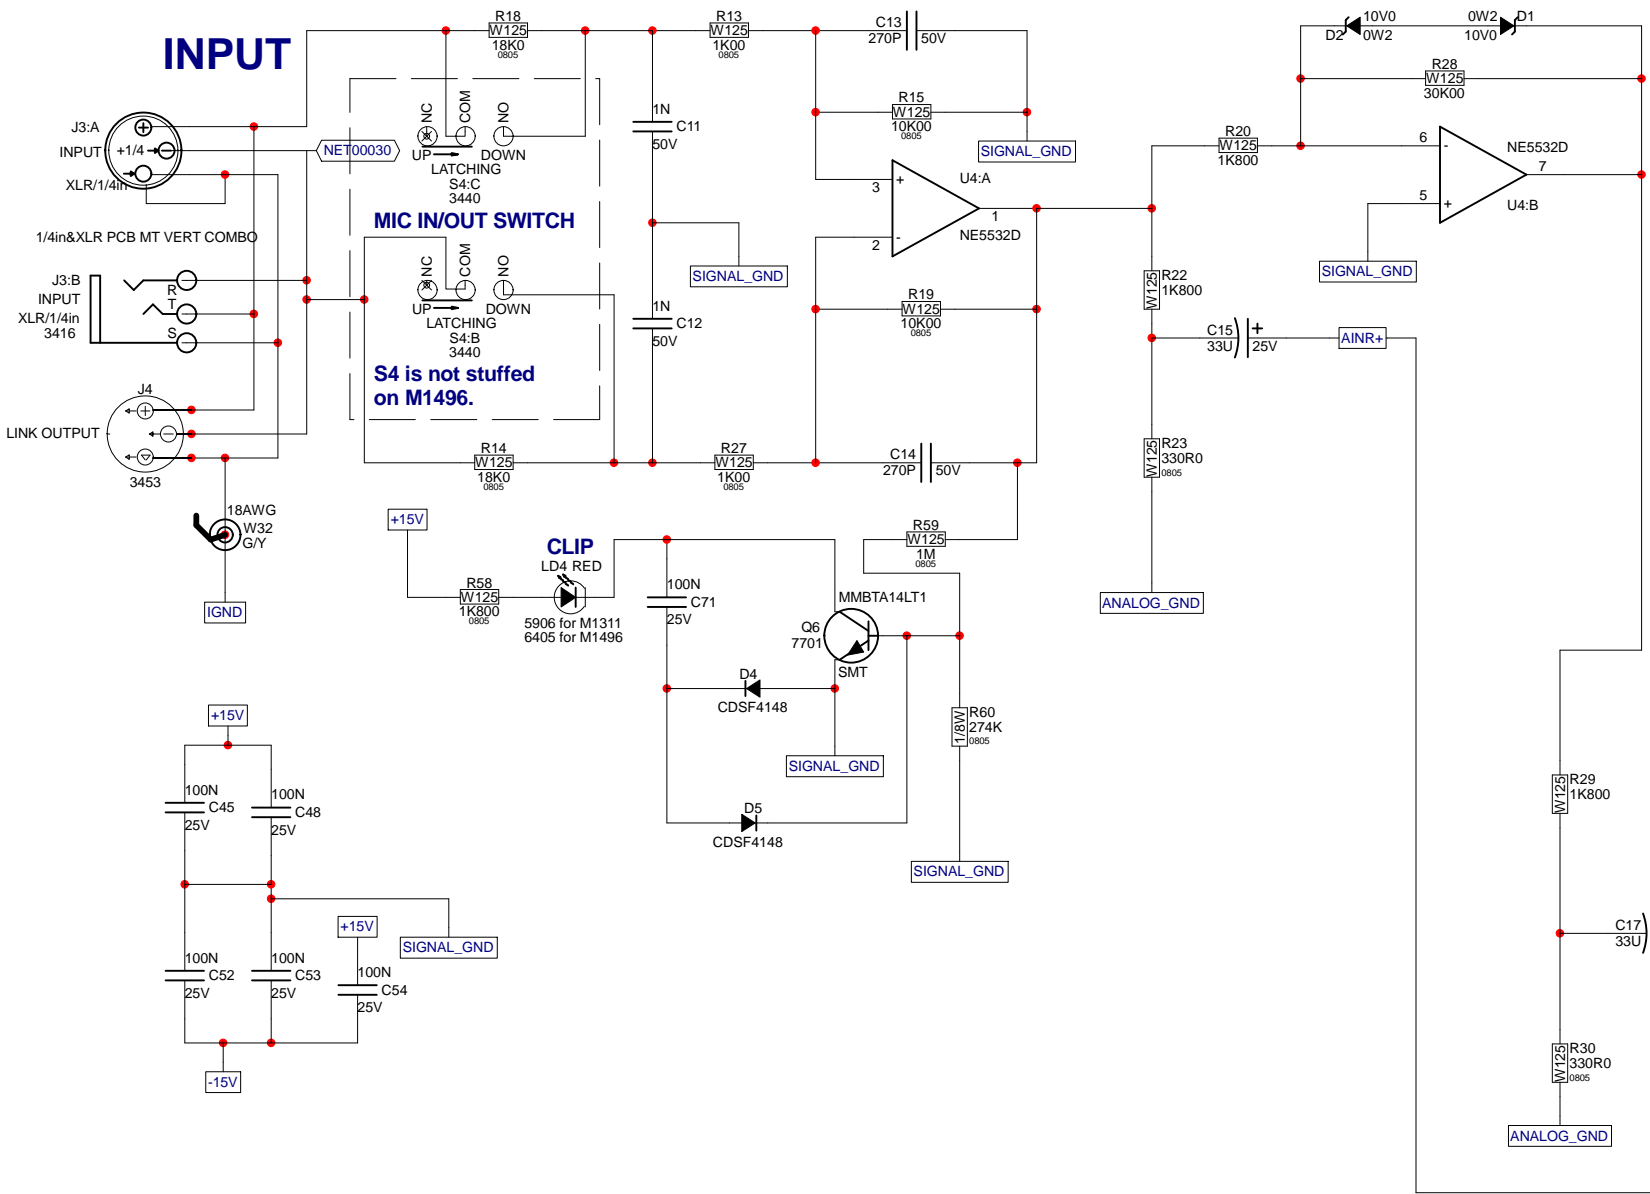 INPUT
J3:A
INPUT
+1/4
XLR/1/4in
1/4in&XLR PCB MT VERT COMBO
J3:B
INPUT
XLR/1/4in
3416
R
T
S
J4
LINK OUTPUT
3453
18AWG
W32
G/Y
IGND
NET00030
R18
W125
18K0
0805
NC
COM
NO
UP
DOWN
LATCHING
S4:C
3440
MIC IN/OUT SWITCH
NC
COM
NO
UP
DOWN
LATCHING
S4:B
3440
S4 is not stuffed
on M1496.
R14
W125
18K0
0805
1N
C11
50V
SIGNAL_GND
1N
C12
50V
R13
W125
1K00
0805
R27
W125
1K00
0805
C13
270P
50V
R15
W125
10K00
0805
SIGNAL_GND
3
+
2
-
1
U4:A
NE5532D
R19
W125
10K00
0805
C14
270P
50V
R59
W125
1M
0805
+15V
R58
W125
1K800
0805
CLIP
LD4 RED
5906 for M1311
6405 for M1496
100N
C71
25V
MMBTA14LT1
Q6
7701
SMT
D4
CDSF4148
SIGNAL_GND
D5
CDSF4148
1/8W
R60
274K
0805
SIGNAL_GND
10V0
D2
0W2
0W2
D1
10V0
R28
W125
30K00
R20
W125
1K800
6
-
5
+
7
NE5532D
U4:B
SIGNAL_GND
W125
R22
1K800
C15
33U
+
25V
AINR+
W125
R23
330R0
0805
ANALOG_GND
W125
R29
1K800
C17
33U
W125
R30
330R0
0805
ANALOG_GND
+15V
100N
C45
25V
100N
C48
25V
SIGNAL_GND
100N
C52
25V
100N
C53
25V
+15V
100N
C54
25V
-15V